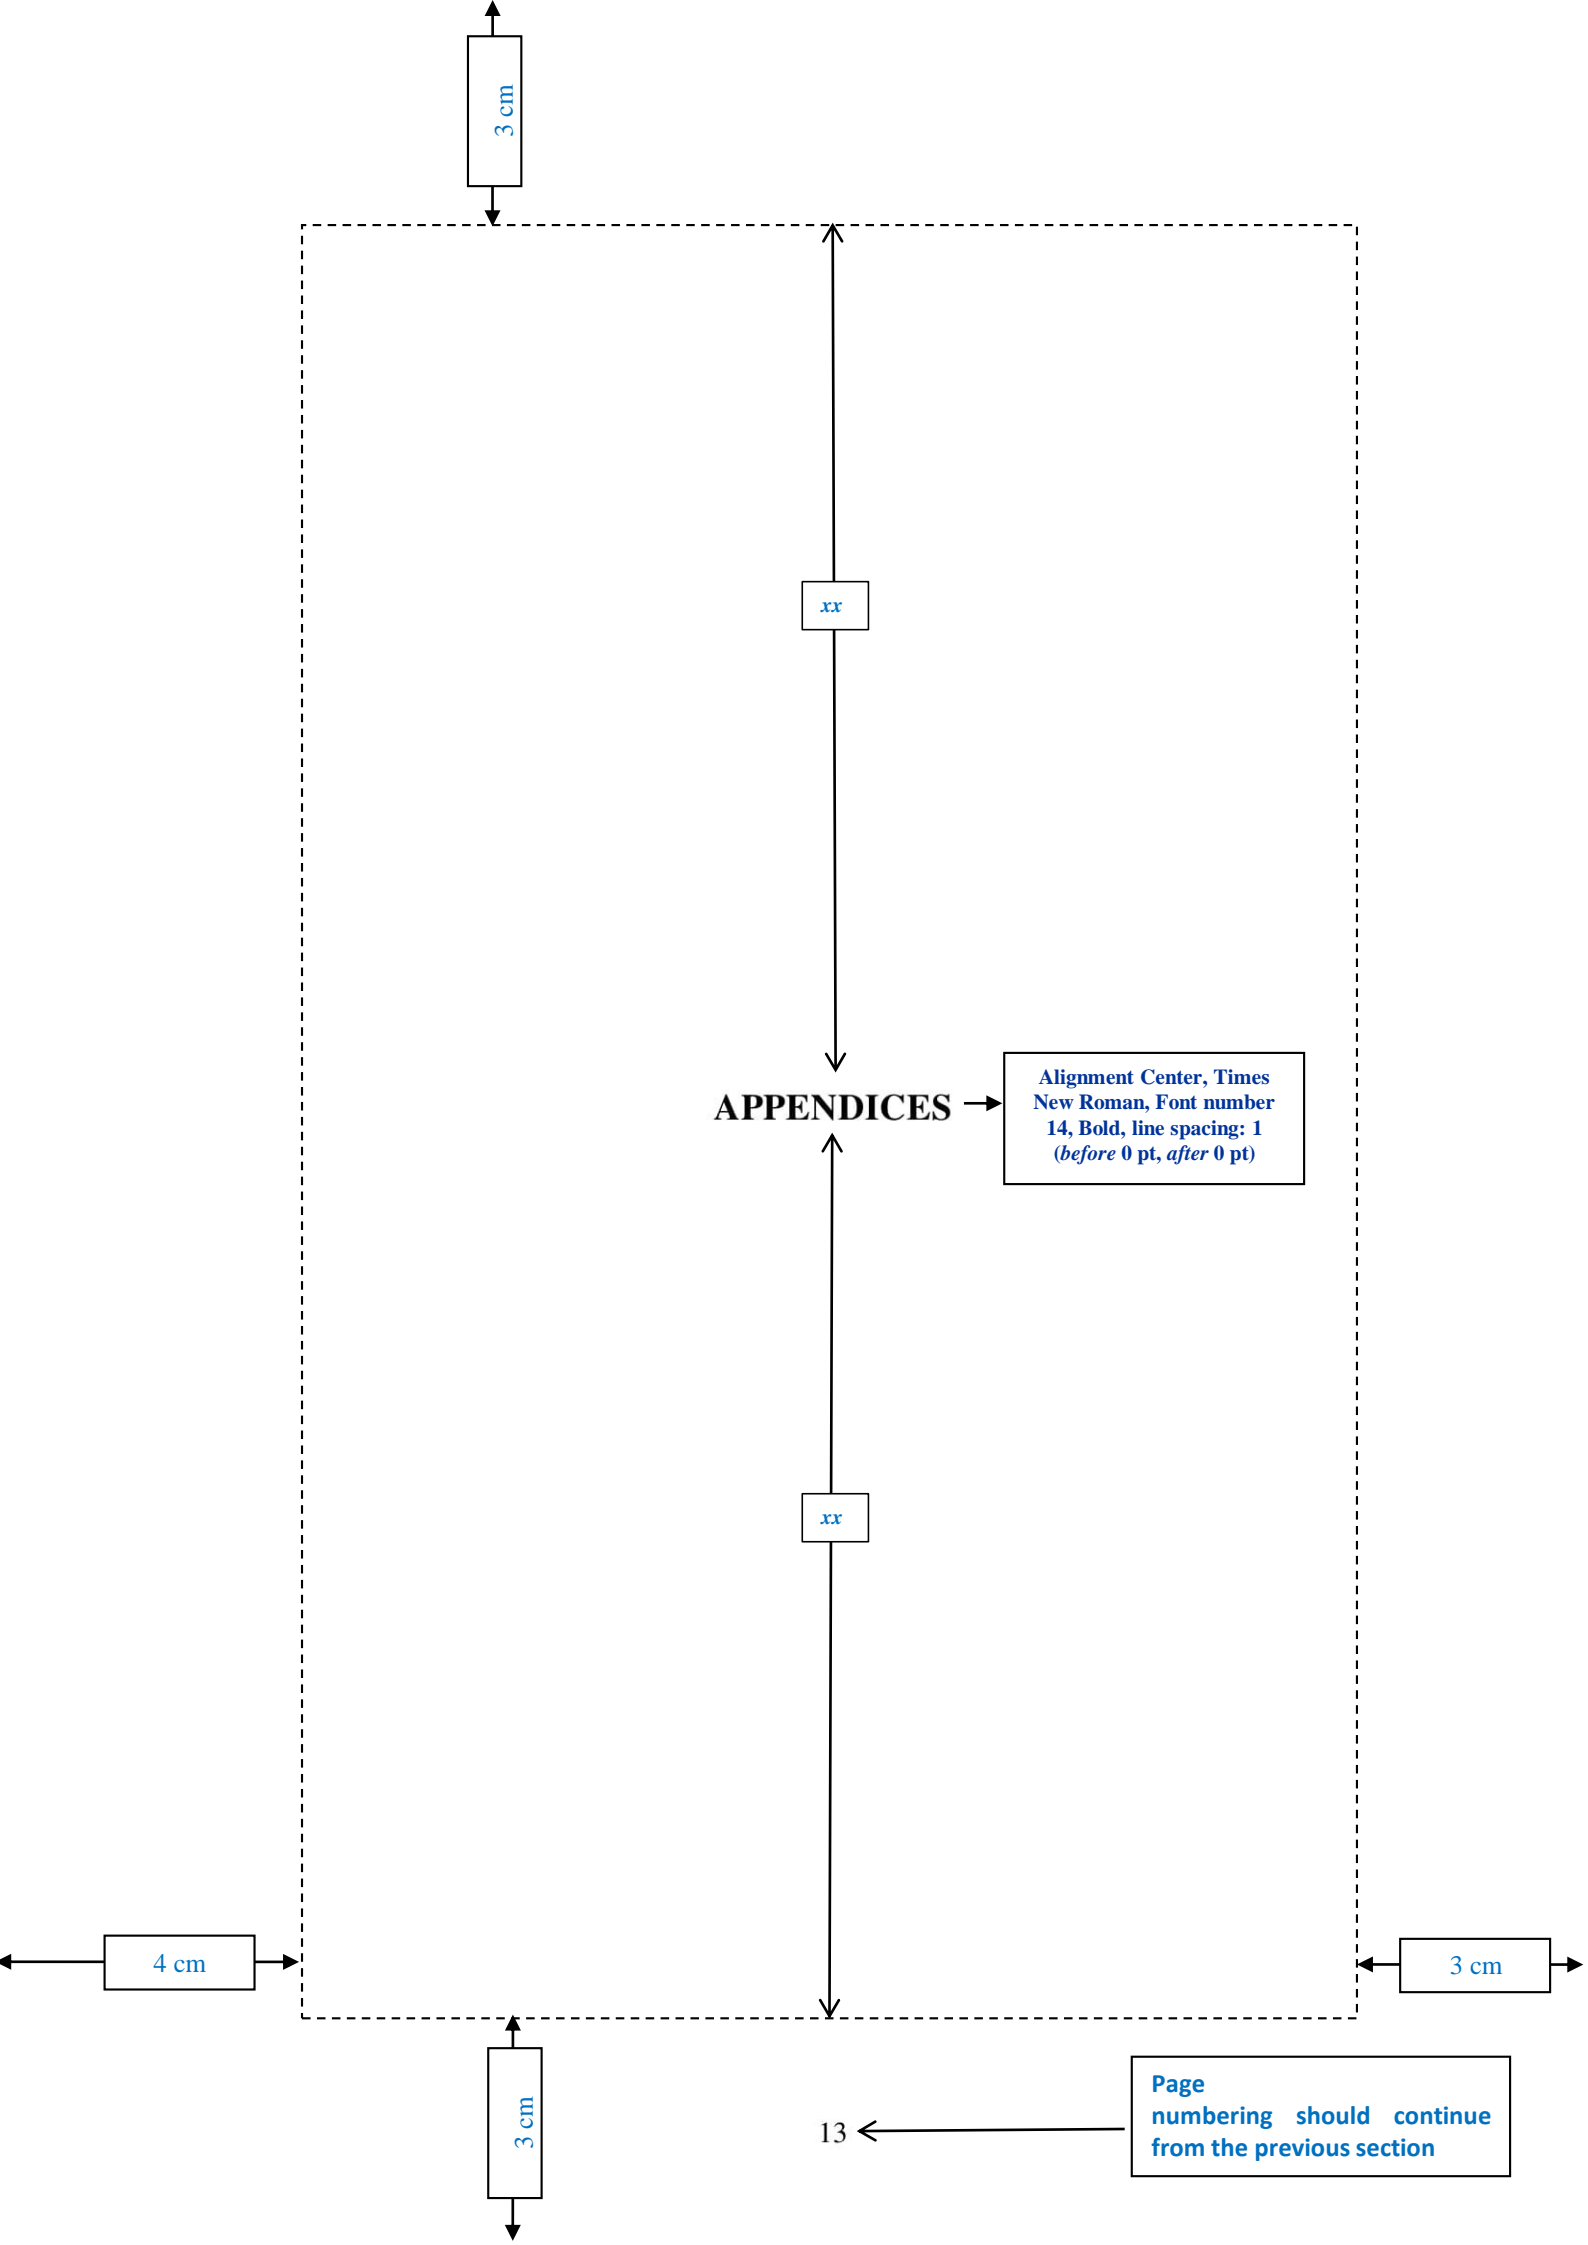 3 cm
xx
APPENDICES
Alignment Center, Times
New Roman, Font number
14, Bold, line spacing: 1
(before 0 pt, after 0 pt)
xx
4 cm
3 cm
3 cm
13
Page
numbering should continue
from the previous section